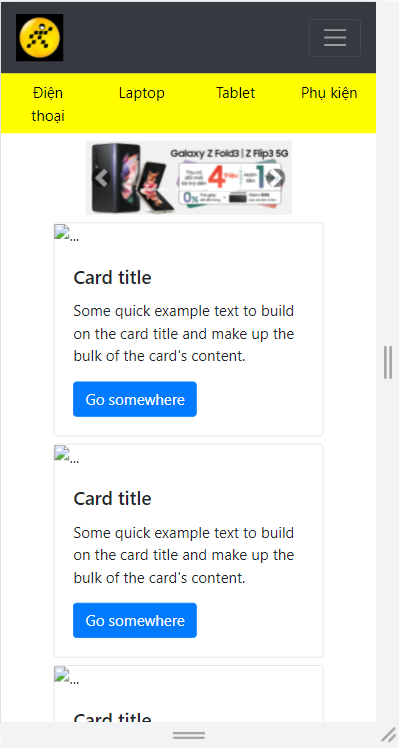 Điện
thoại
Laptop
Tablet
Phụ kiện
Galaxy Z Fold3 | Z Flip3 5G
4 Triệu
0%
...
Card title
Some quick example text to build
on the card title and make up the
bulk of the card's content.
Go somewhere
...
Card title
Some quick example text to build
on the card title and make up the
bulk of the card's content.
Go somewhere
...
Card title